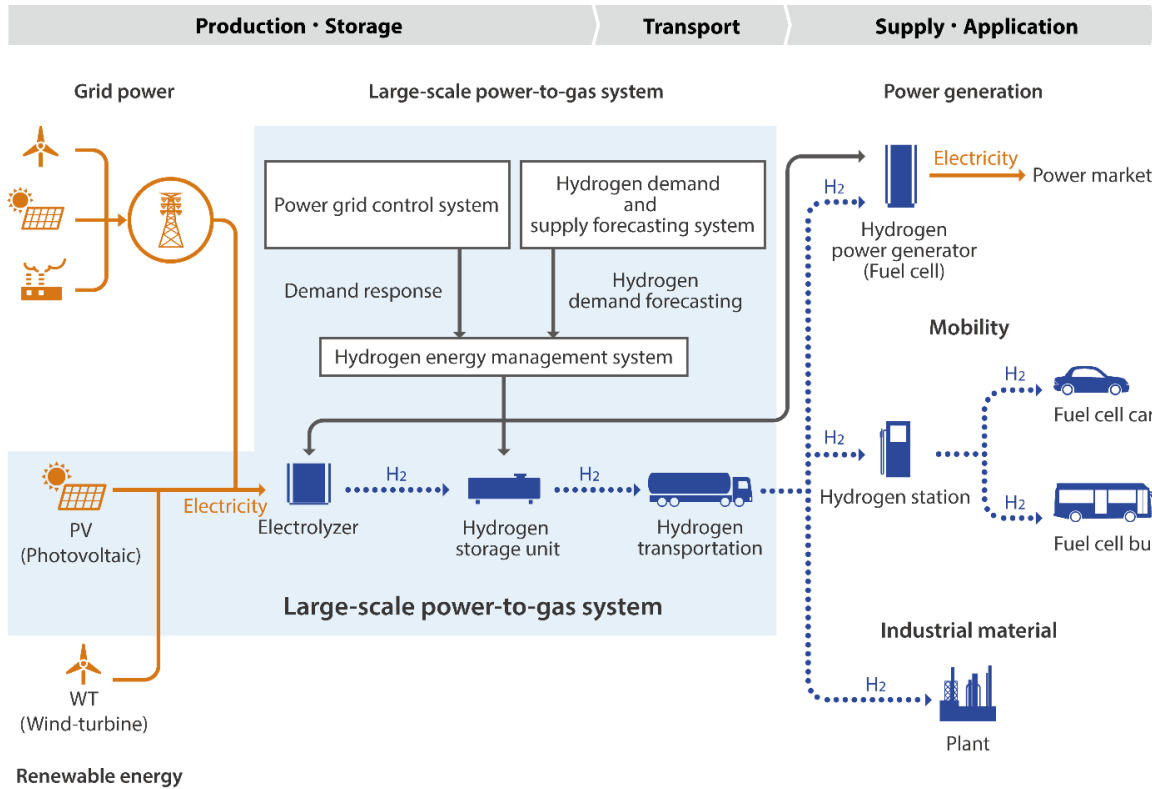 Production・Storage
Transport
Supply・Application
Grid power
Large-scale power-to-gas system
Power generation
Power grid control system
Hydrogen demand
and
supply forecasting system
Electricity
Power market
H2
Hydrogen
power generator
(Fuel cell)
Demand response
Hydrogen
demand forecasting
Hydrogen energy management system
Mobility
H2
Fuel cell car
H2
Hydrogen station
H2
Fuel cell bu
PV
(Photovoltaic)
Electricity
Electrolyzer
H2
Hydrogen
storage unit
H2
Hydrogen
transportation
Large-scale power-to-gas system
Industrial material
H2
Plant
WT
(Wind-turbine)
Renewable energy